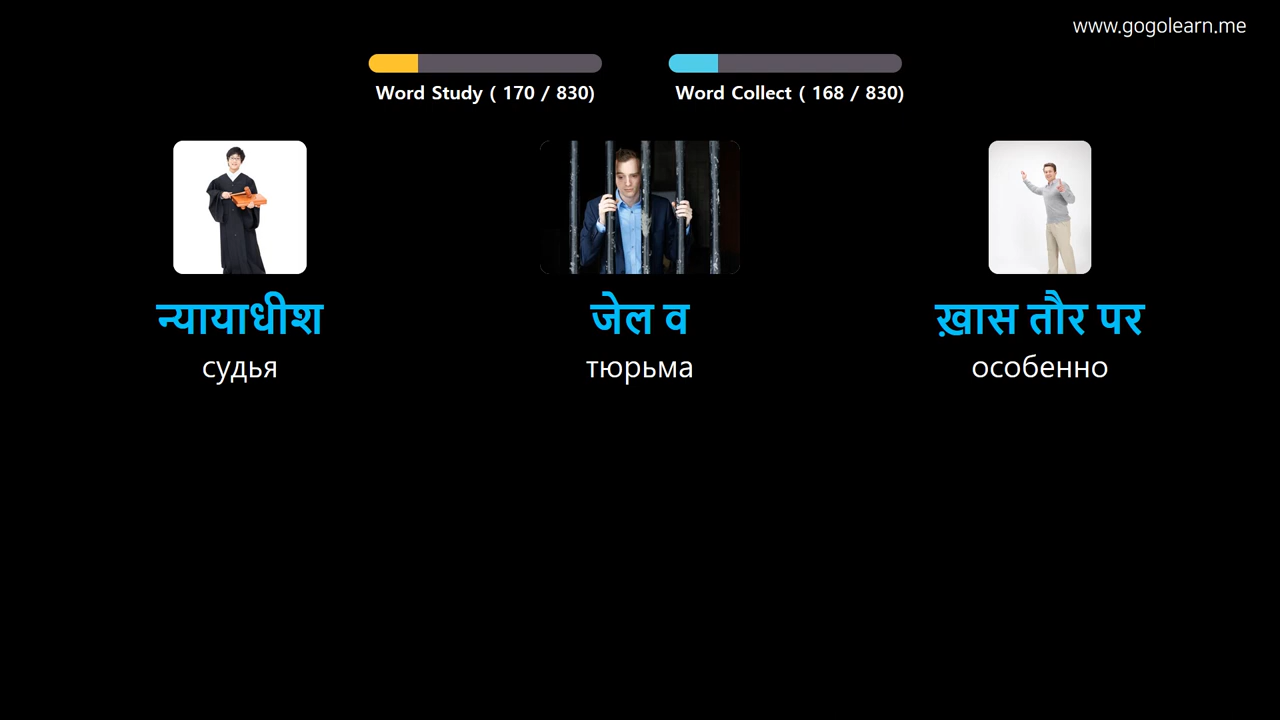 www.gogolearn.me
Word Study ( 170 / 830)
Word Collect ( 168 / 830)
न्यायाधीश
जेल व
ख़ास तौर पर
судья
тюрьма
особенно